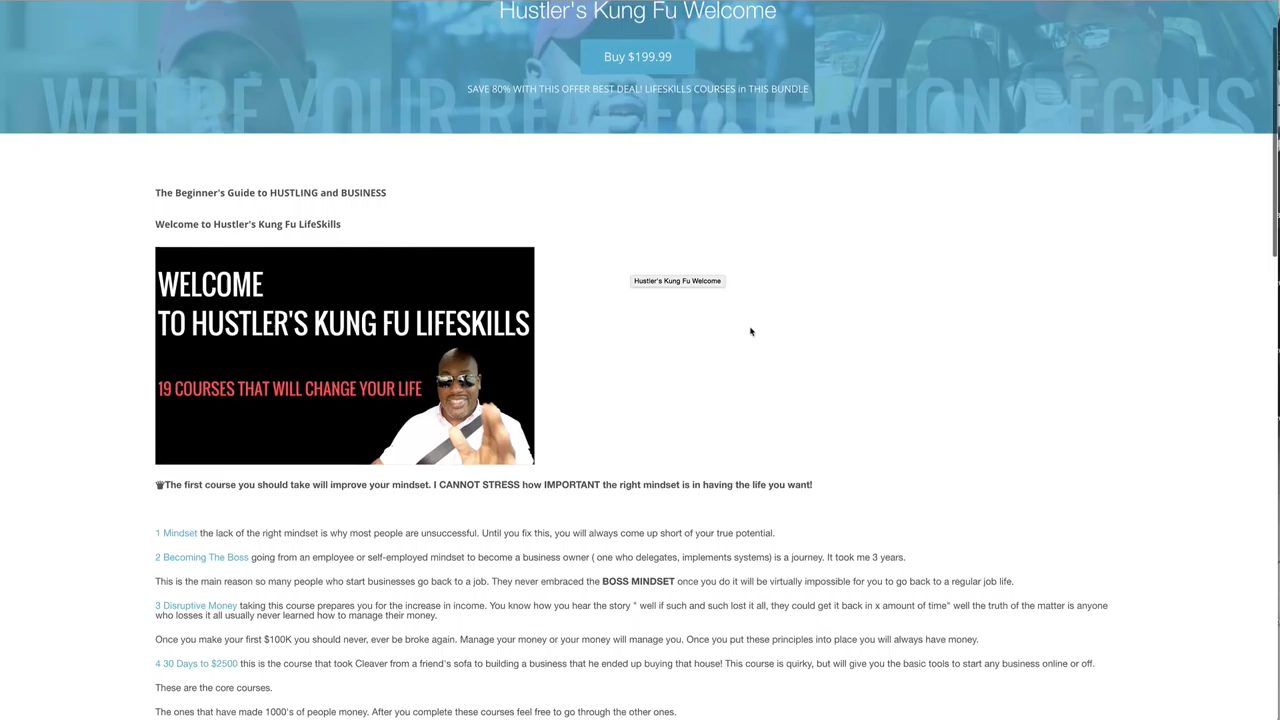 Hustler's Kung Fu Welcome
Buy $199.99
SAVE 80% WITH THIS OFFER BEST DEAL! LIFESKILLS COURSES in THIS BUNDLE
WHERE YOUR REAL EDUCATION BEGINS
The Beginner's Guide to HUSTLING and BUSINESS
Welcome to Hustler's Kung Fu LifeSkills
WELCOME
TO HUSTLER'S KUNG FU LIFESKILLS
19 COURSES THAT WILL CHANGE YOUR LIFE
Hustler's Kung Fu Welcome
♛The first course you should take will improve your mindset. I CANNOT STRESS how IMPORTANT the right mindset is in having the life you want!
1 Mindset the lack of the right mindset is why most people are unsuccessful. Until you fix this, you will always come up short of your true potential.
2 Becoming The Boss going from an employee or self-employed mindset to become a business owner ( one who delegates, implements systems) is a journey. It took me 3 years.
This is the main reason so many people who start businesses go back to a job. They never embraced the BOSS MINDSET once you do it will be virtually impossible for you to go back to a regular job life.
3 Disruptive Money taking this course prepares you for the increase in income. You know how you hear the story " well if such and such lost it all, they could get it back in x amount of time" well the truth of the matter is anyone
who losses it all usually never learned how to manage their money.
Once you make your first $100K you should never, ever be broke again. Manage your money or your money will manage you. Once you put these principles into place you will always have money.
4 30 Days to $2500 this is the course that took Cleaver from a friend's sofa to building a business that he ended up buying that house! This course is quirky, but will give you the basic tools to start any business online or off.
These are the core courses.
The ones that have made 1000's of people money. After you complete these courses feel free to go through the other ones.